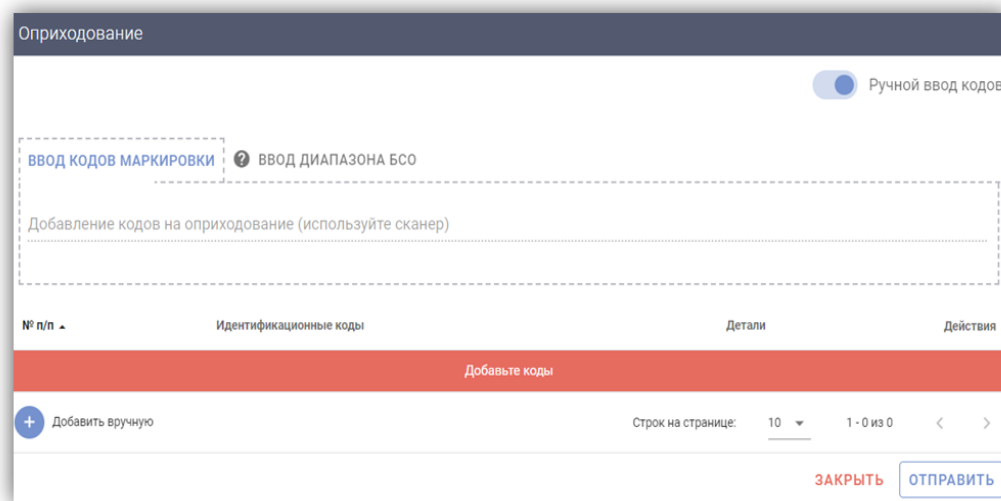 Оприходование
Ручной ввод кодов
ВВОД КОДОВ МАРКИРОВКИ ? ВВОД ДИАПАЗОНА БСО
Добавление кодов на оприходование (используйте сканер)
№ п/п Идентификационные коды Детали Действия
Добавьте коды
+ Добавить вручную Строк на странице: 10 1 - 0 из 0
ЗАКРЫТЬ ОТПРАВИТЬ